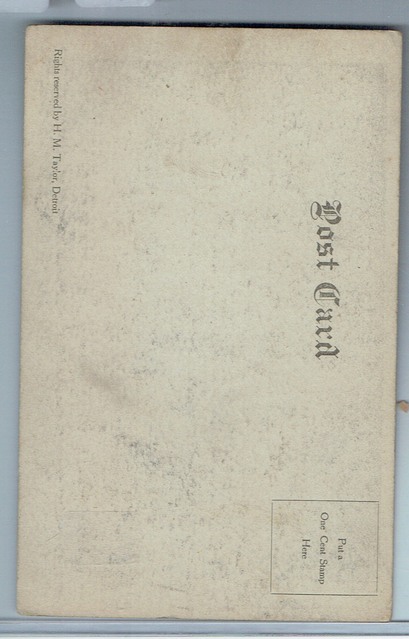 Post Card
Put a
One Cent Stamp
Here
Rights reserved by H. M. Taylor, Detroit